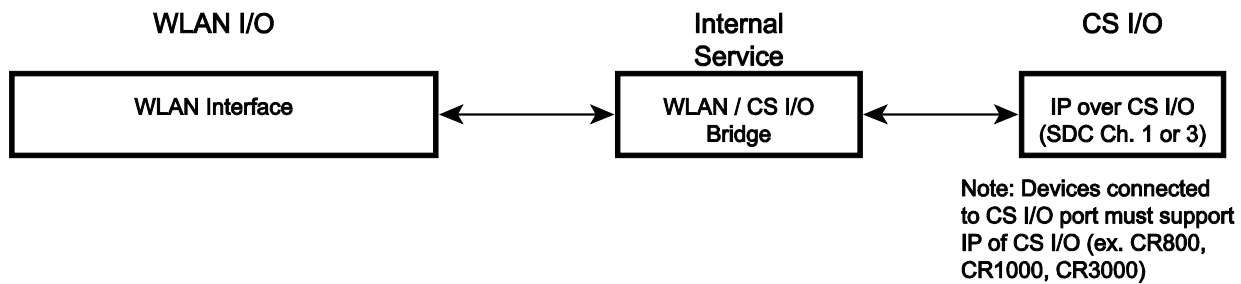 WLAN I/O
Internal
Service
CS I/O
WLAN Interface
WLAN / CS I/O
Bridge
IP over CS I/O
(SDC Ch. 1 or 3)
Note: Devices connected
to CS I/O port must support
IP of CS I/O (ex. CR800,
CR1000, CR3000)